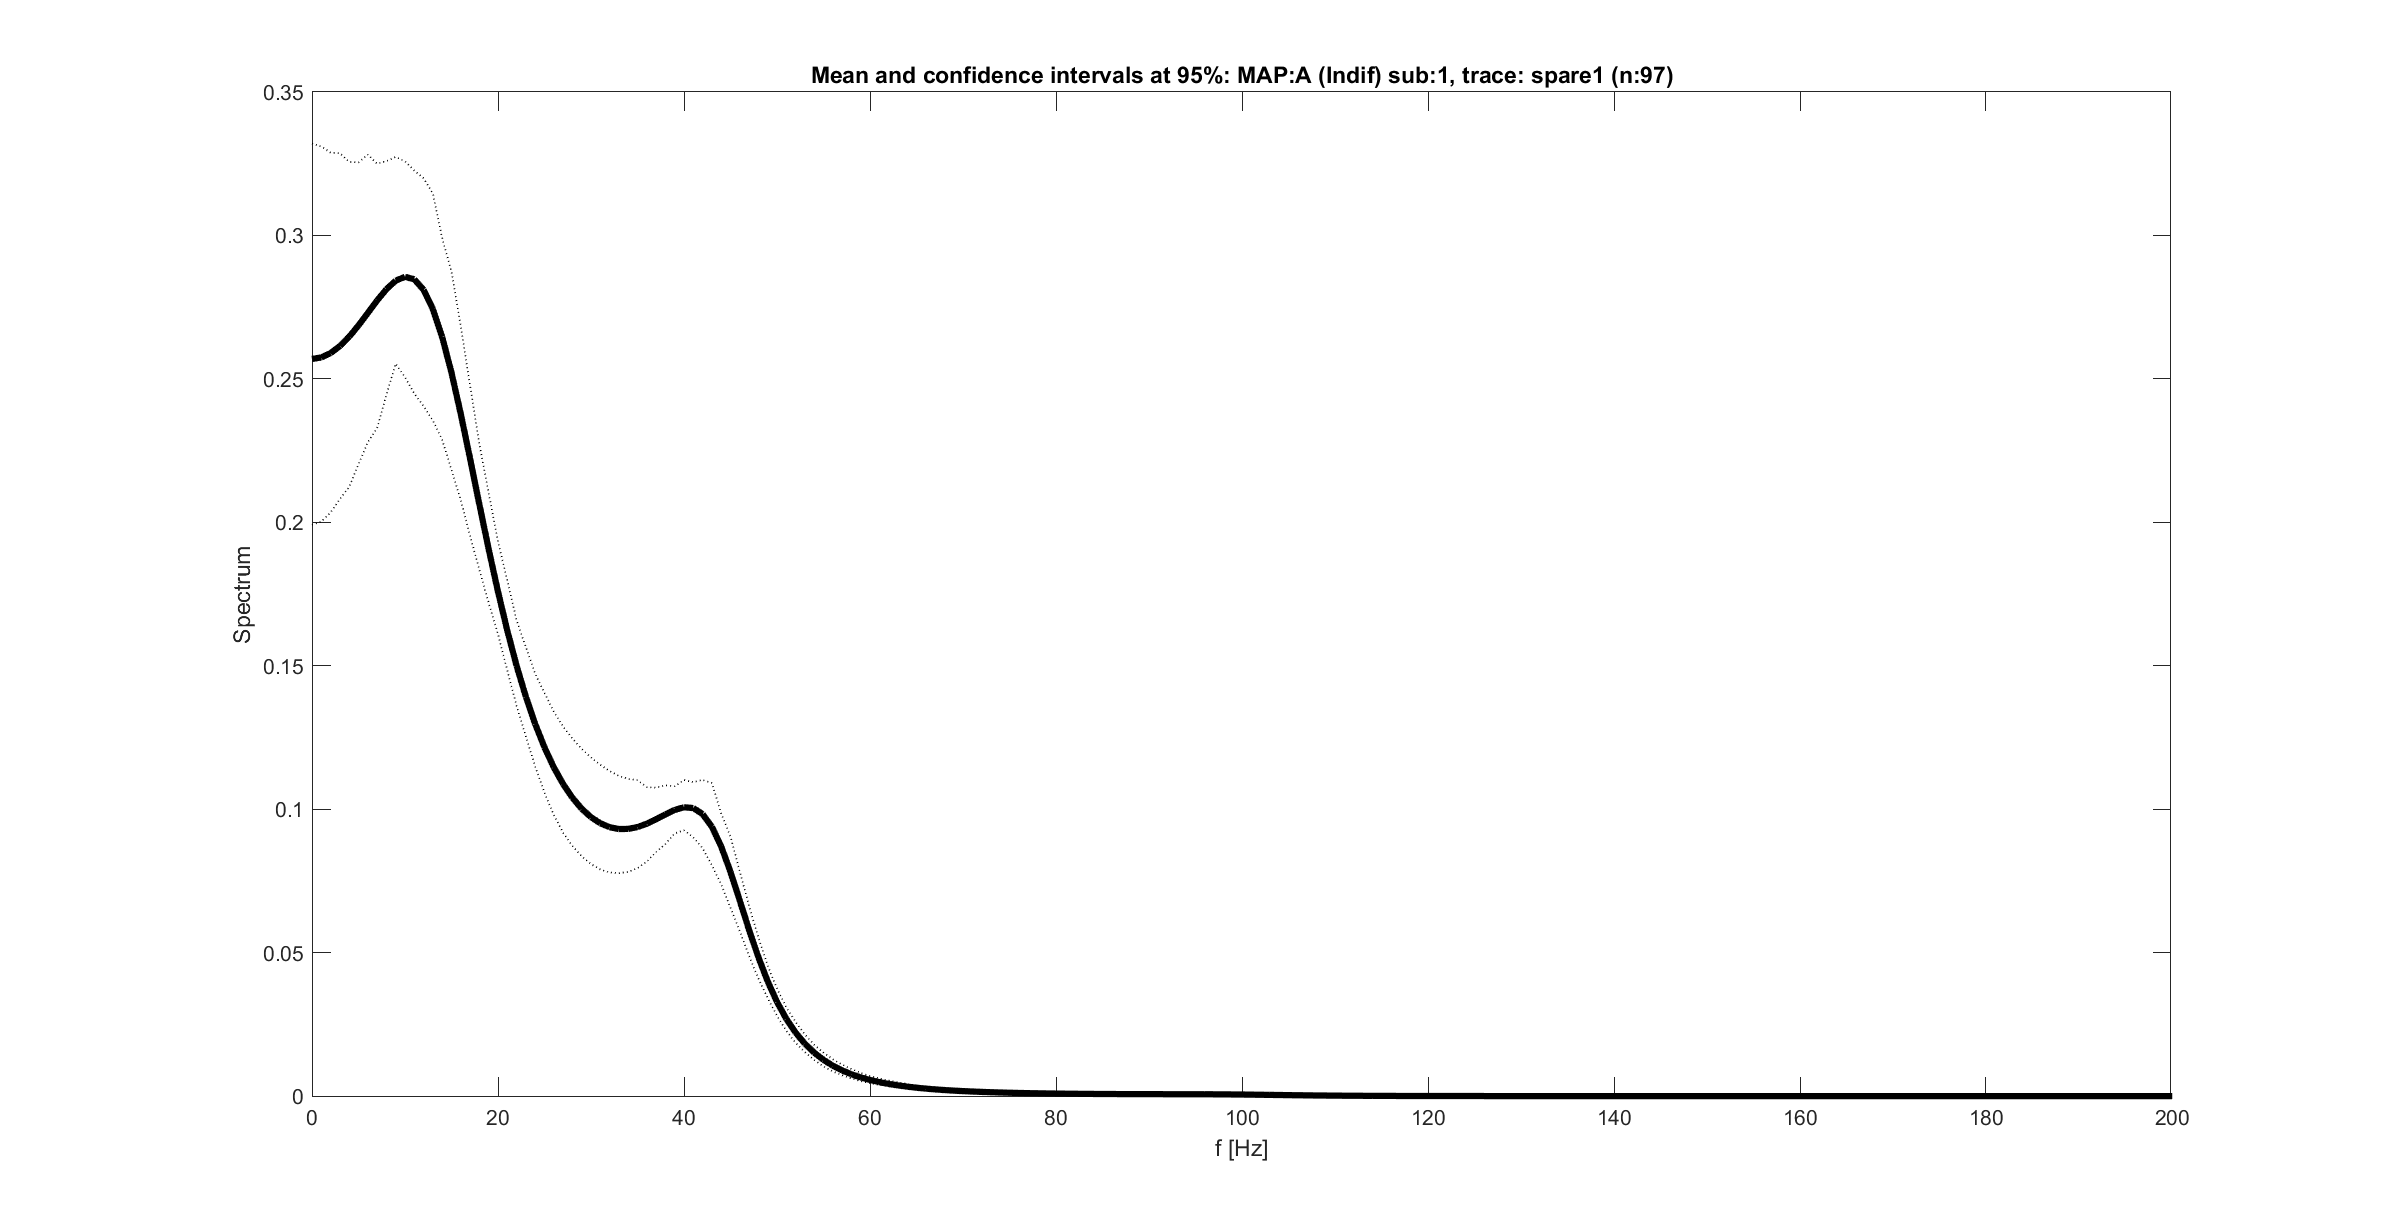 Mean and confidence intervals at 95%: MAP:A (Indif) sub:1, trace: spare1 (n:97)
0.35
0.3
0.25
0.2
0.15
0.1
0.05
0
Spectrum
0 20 40 60 80 100 120 140 160 180 200
f [Hz]